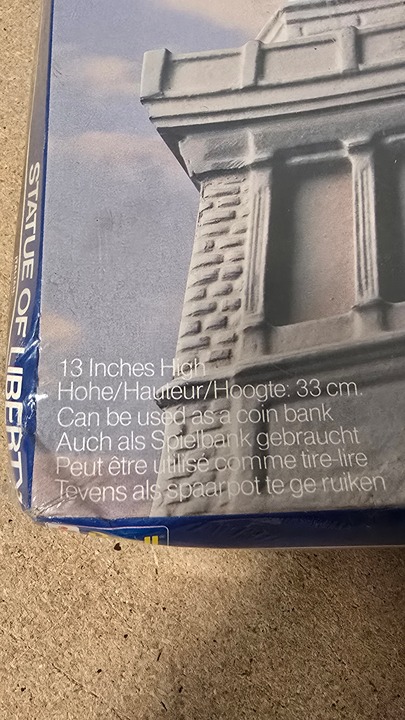 STATUE OF LIBERTY
13 Inches High
Hohe/Hauteur/Hoogte: 33 cm.
Can be used as a coin bank
Auch als Spielbank gebraucht
Peut être utilisé comme tire-lire
Tevens als spaarpot te ge ruiken